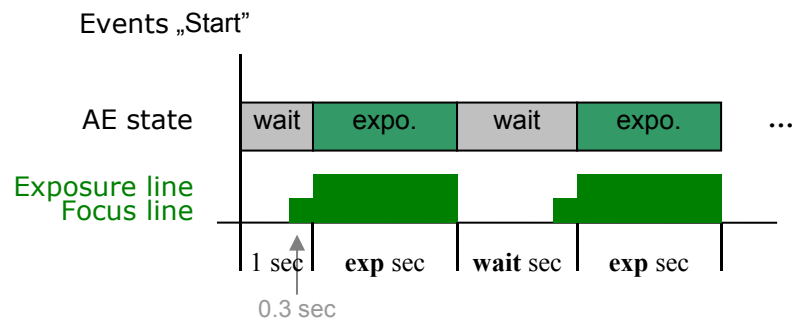 Events „Start”
AE state wait expo. wait expo. ...
Exposure line
Focus line
1 sec exp sec wait sec exp sec
0.3 sec